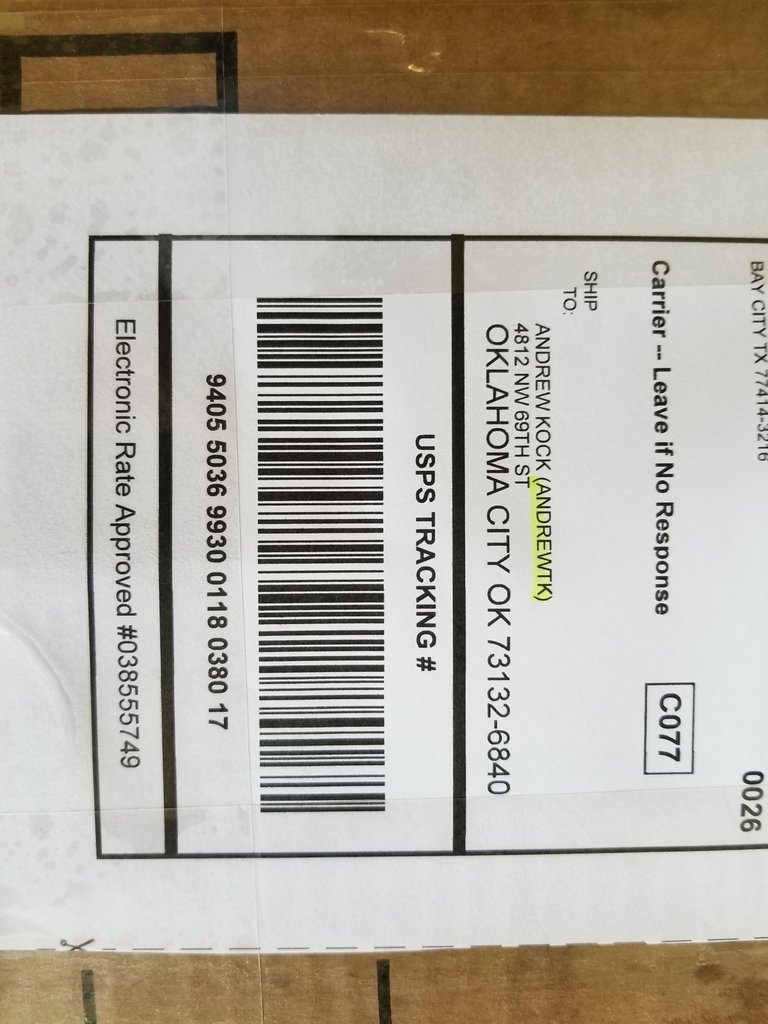 BAY CITY TX 77414-3216
0026
Carrier -- Leave if No Response
C077
SHIP
TO:
ANDREW KOCK (ANDREWTK)
4812 NW 69TH ST
OKLAHOMA CITY OK 73132-6840
USPS TRACKING #
9405 5036 9930 0118 0380 17
Electronic Rate Approved #038555749